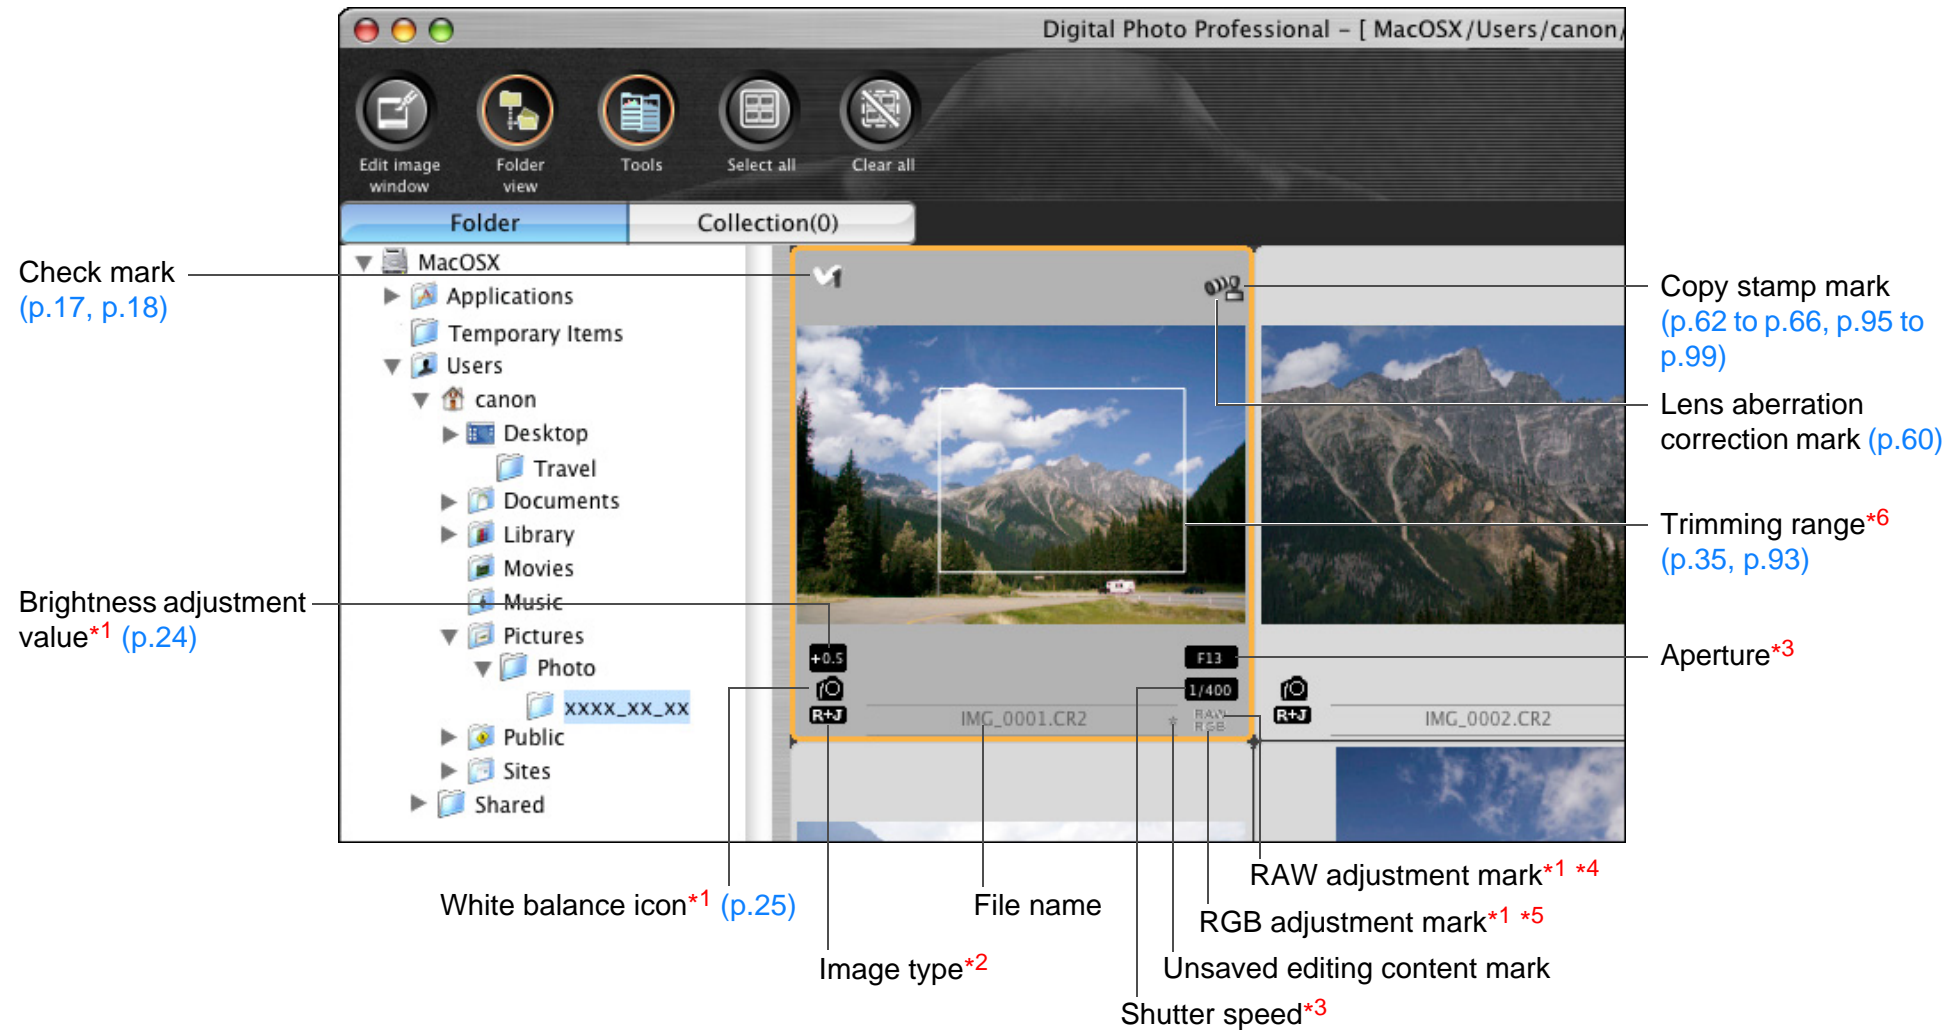 Digital Photo Professional – [ MacOSX/Users/canon/
Edit image
window
Folder
view
Tools
Select all
Clear all
Folder
Collection(0)
MacOSX
Applications
Temporary Items
Users
canon
Desktop
Travel
Documents
Library
Movies
Music
Pictures
Photo
xxxx_xx_xx
Public
Sites
Shared
Check mark
(p.17, p.18)
Brightness adjustment
value*1 (p.24)
1
+0.5
R+J
IMG_0001.CR2
*
F13
1/400
RAW
RGB
R+J
IMG_0002.CR2
Copy stamp mark
(p.62 to p.66, p.95 to
p.99)
Lens aberration
correction mark (p.60)
Trimming range*6
(p.35, p.93)
Aperture*3
White balance icon*1 (p.25)
Image type*2
File name
RAW adjustment mark*1 *4
RGB adjustment mark*1 *5
Unsaved editing content mark
Shutter speed*3